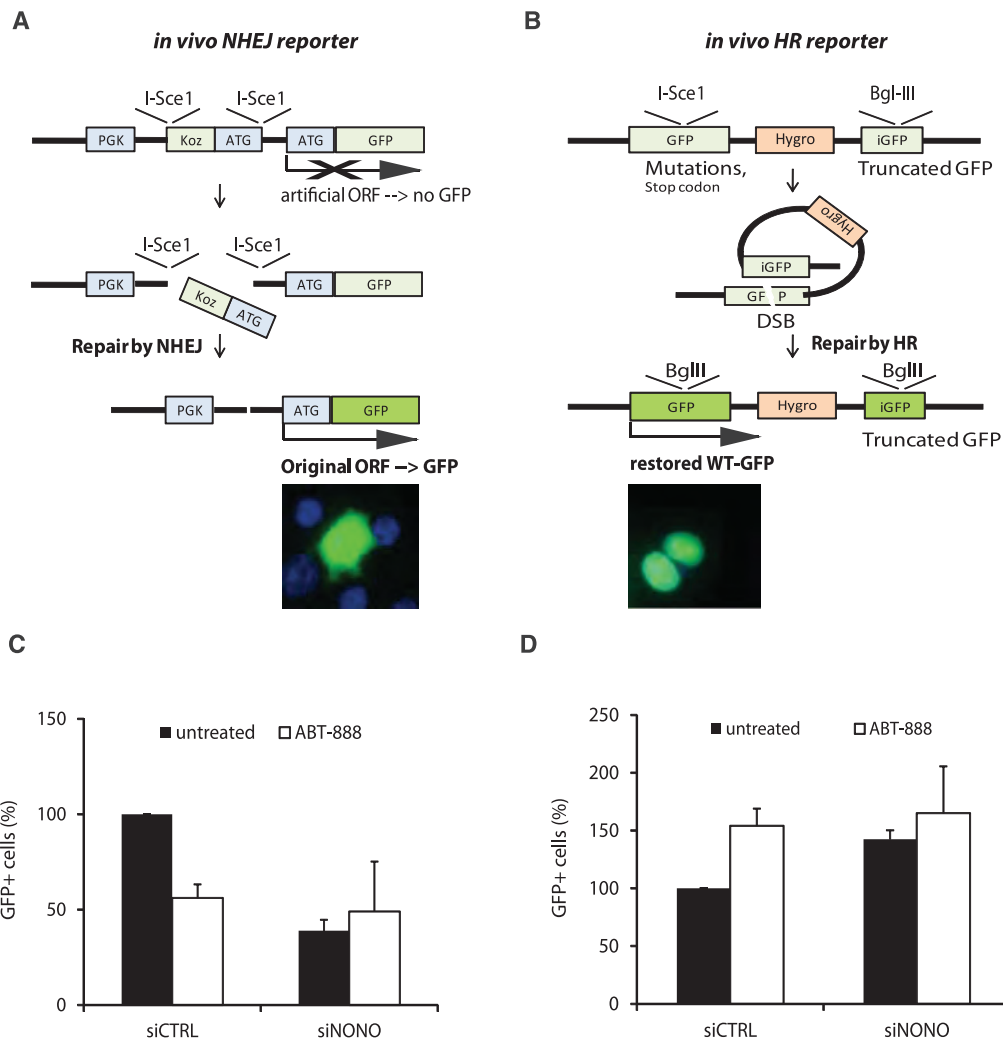 A
in vivo NHEJ reporter
I-Sce1 I-Sce1
PGK Koz ATG ATG GFP
artificial ORF --> no GFP
I-Sce1 I-Sce1
PGK Koz ATG ATG GFP
Repair by NHEJ
PGK ATG GFP
Original ORF --> GFP
B
in vivo HR reporter
I-Sce1 Bgl-III
GFP Hygro iGFP
Mutations, Truncated GFP
Stop codon
Hygro
iGFP
GF P
DSB
Repair by HR
BglII BglII
GFP Hygro iGFP
Truncated GFP
restored WT-GFP
C
150
untreated ABT-888
100
50
0
GFP+ cells (%)
siCTRL siNONO
D
250
untreated ABT-888
200
150
100
50
0
GFP+ cells (%)
siCTRL siNONO